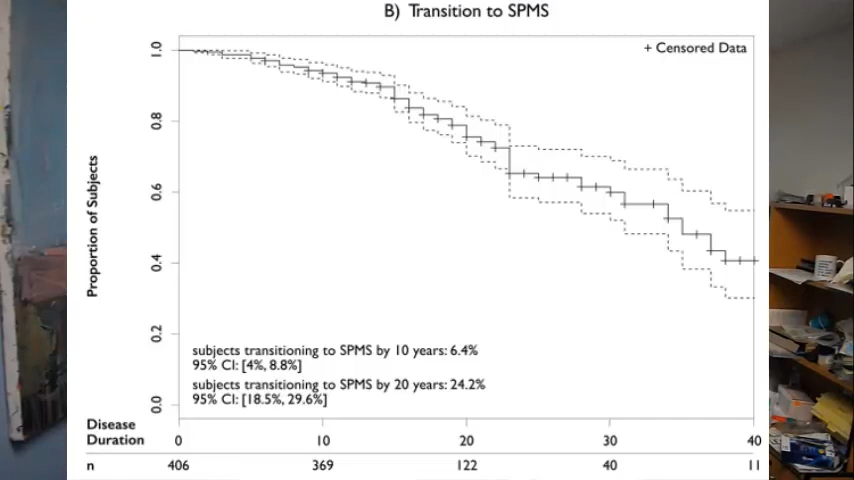 B) Transition to SPMS
+ Censored Data
Proportion of Subjects
1.0
0.8
0.6
0.4
0.2
0.0
subjects transitioning to SPMS by 10 years: 6.4%
95% CI: [4%, 8.8%]
subjects transitioning to SPMS by 20 years: 24.2%
95% CI: [18.5%, 29.6%]
Disease
Duration 0 10 20 30 40
n 406 369 122 40 11